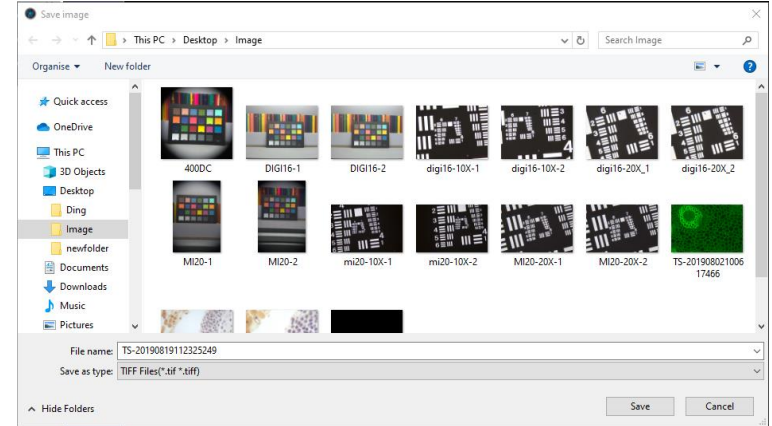 Save image
This PC > Desktop > Image
Search Image
Organise
New folder
Quick access
OneDrive
This PC
3D Objects
Desktop
Ding
Image
newfolder
Documents
Downloads
Music
Pictures
400DC
DIGI16-1
DIGI16-2
digi16-10X-1
digi16-10X-2
digi16-20X_1
digi16-20X_2
MI20-1
MI20-2
mi20-10X-1
mi20-10X-2
MI20-20X-1
MI20-20X-2
TS-201908021006
17466
File name: TS-20190819112325249
Save as type: TIFF Files(*.tif *.tiff)
Hide Folders
Save
Cancel